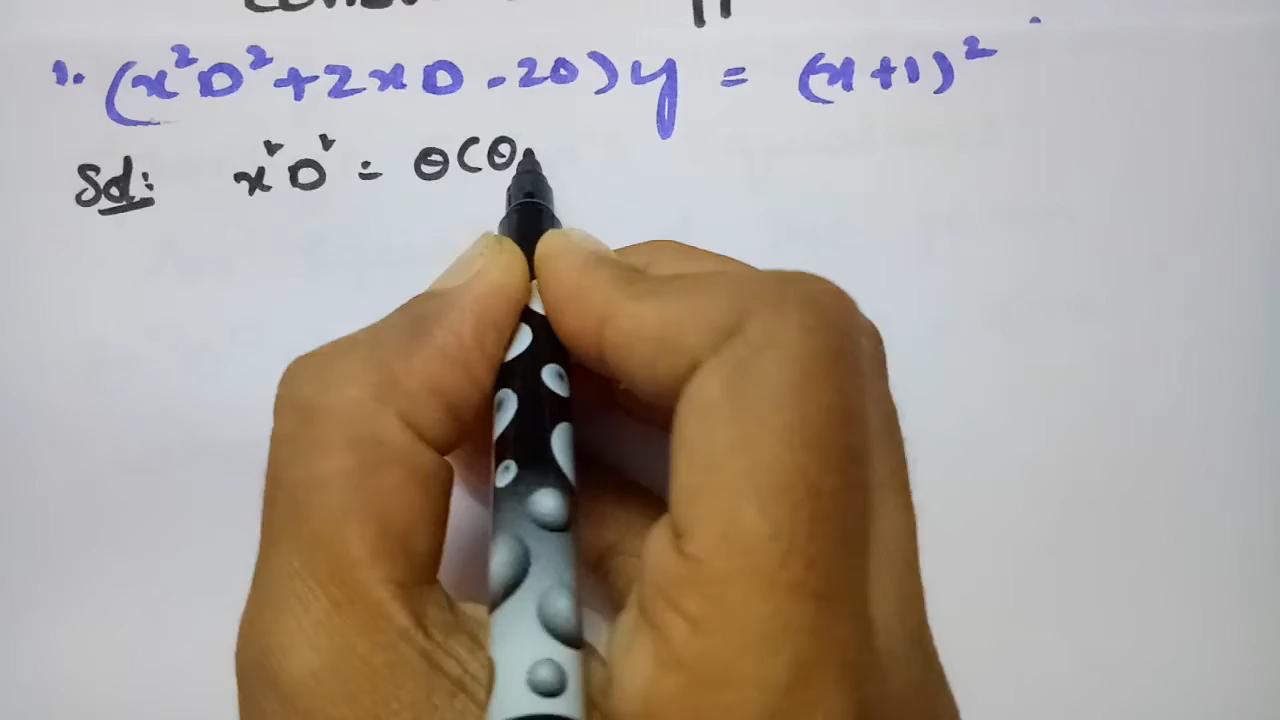 1. (x²D²+2xD-20)y = (x+1)²
Sol: x²D² = θ(θ